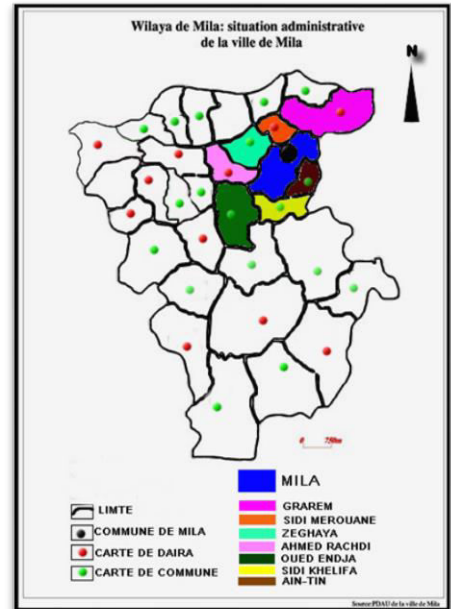 Wilaya de Mila: situation administrative
de la ville de Mila
N
0 750m
MILA
LIMTE
GRAREM
COMMUNE DE MILA
SIDI MEROUANE
ZEGHAYA
CARTE DE DAIRA
AHMED RACHDI
OUED ENDJA
CARTE DE COMMUNE
SIDI KHELIFA
AIN-TIN
Source:PDAU de la ville de Mila